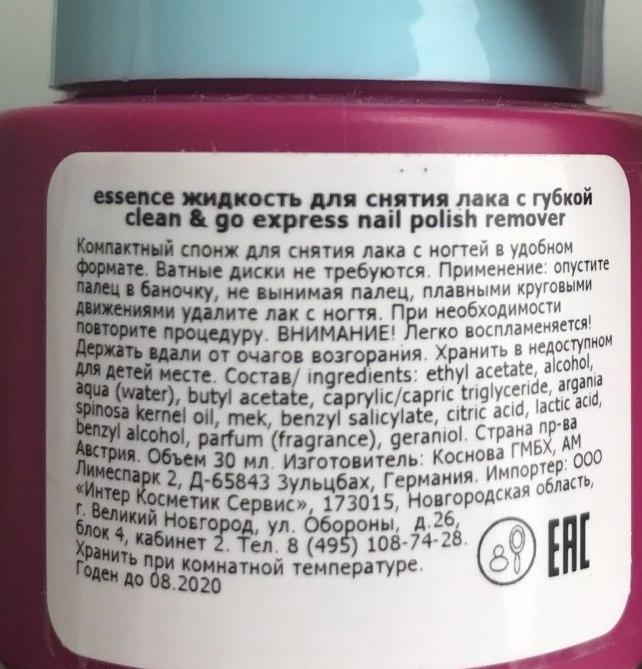 essence жидкость для снятия лака с губкой
clean & go express nail polish remover
Компактный спонж для снятия лака с ногтей в удобном
формате. Ватные диски не требуются. Применение: опустите
палец в баночку, не вынимая палец, плавными круговыми
движениями удалите лак с ногтя. При необходимости
повторите процедуру. ВНИМАНИЕ! Легко воспламеняется!
Держать вдали от очагов возгорания. Хранить в недоступном
для детей месте. Состав/ ingredients: ethyl acetate, alcohol,
aqua (water), butyl acetate, caprylic/capric triglyceride, argania
spinosa kernel oil, mek, benzyl salicylate, citric acid, lactic acid,
benzyl alcohol, parfum (fragrance), geraniol. Страна пр-ва
Австрия. Объем 30 мл. Изготовитель: Коснова ГМБХ, АМ
Лимеспарк 2, Д-65843 Зульцбах, Германия. Импортер: ООО
«Интер Косметик Сервис», 173015, Новгородская область,
г. Великий Новгород, ул. Обороны, д.26,
блок 4, кабинет 2. Тел. 8 (495) 108-74-28.
Хранить при комнатной температуре.
Годен до 08.2020
EAC